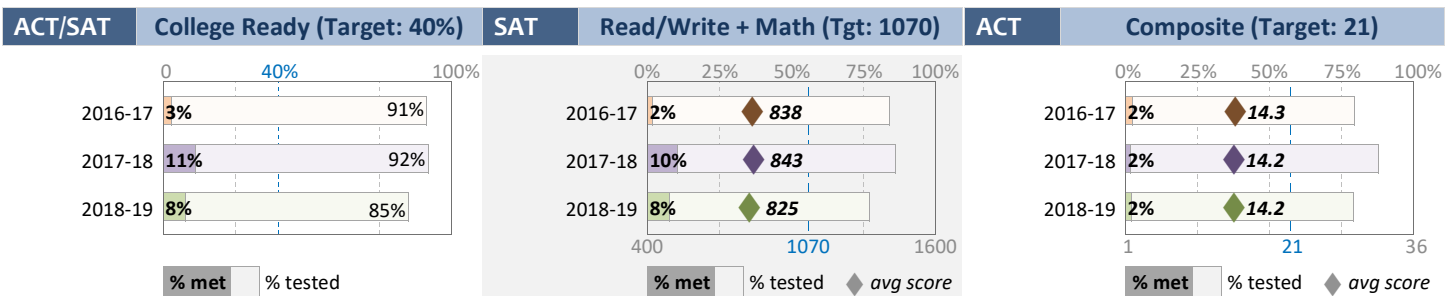 ACT/SAT College Ready (Target: 40%)
0 40% 100%
2016-17 3% 91%
2017-18 11% 92%
2018-19 8% 85%
% met % tested
SAT Read/Write + Math (Tgt: 1070)
0% 25% 50% 75% 100%
2016-17 2% 838
2017-18 10% 843
2018-19 8% 825
400 1070 1600
% met % tested avg score
ACT Composite (Target: 21)
0% 25% 50% 75% 100%
2016-17 2% 14.3
2017-18 2% 14.2
2018-19 2% 14.2
1 21 36
% met % tested avg score